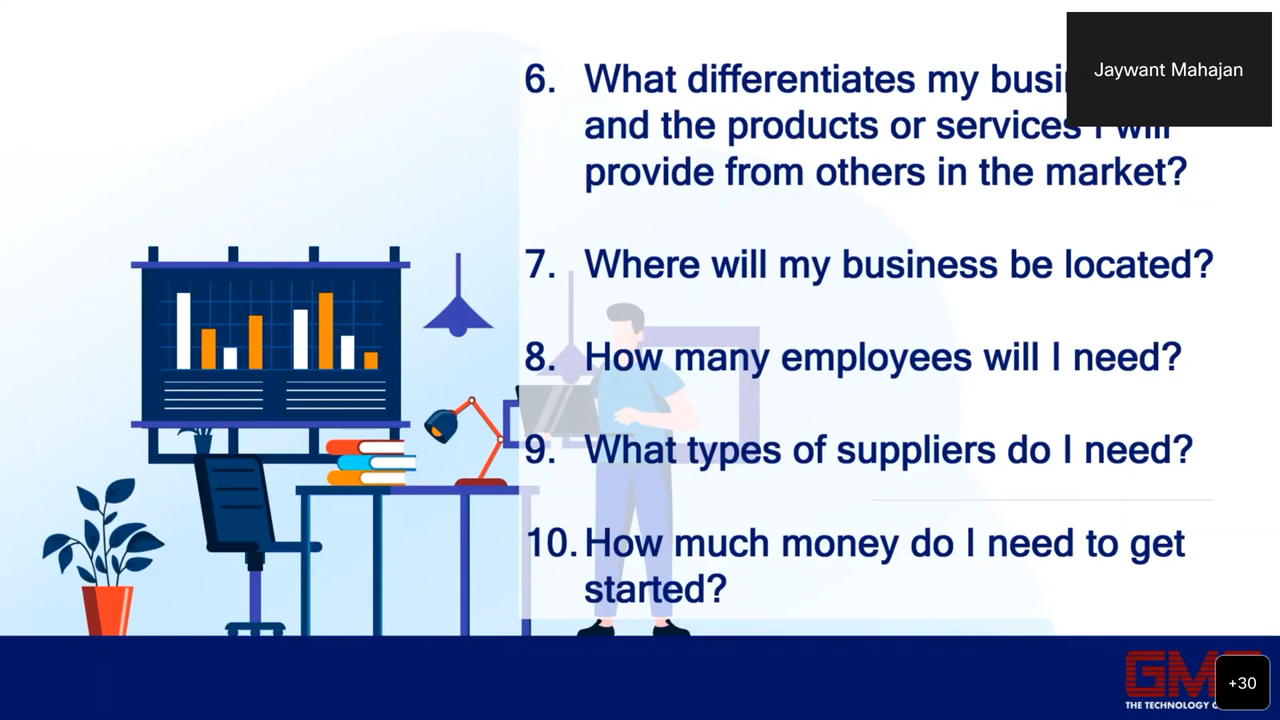 6. What differentiates my
and the products or services I will
provide from others in the market?
7. Where will my business be located?
8. How many employees will I need?
9. What types of suppliers do I need?
10. How much money do I need to get
started?
Jaywant Mahajan
THE TECHNOLOGY
+30